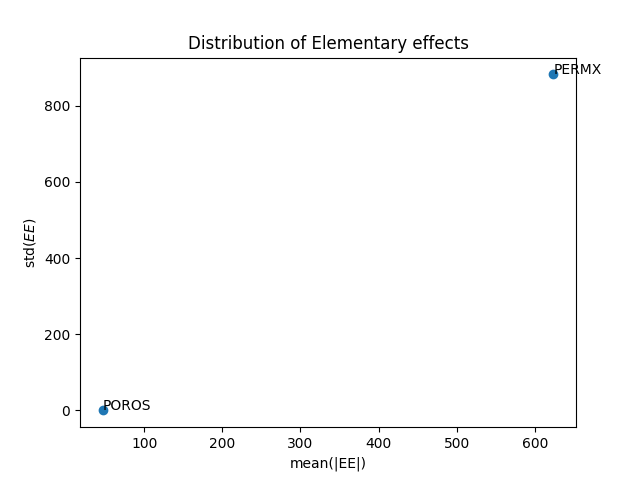 Distribution of Elementary effects
PERMX
800
600
400
200
0
std(EE)
POROS
100 200 300 400 500 600
mean(|EE|)